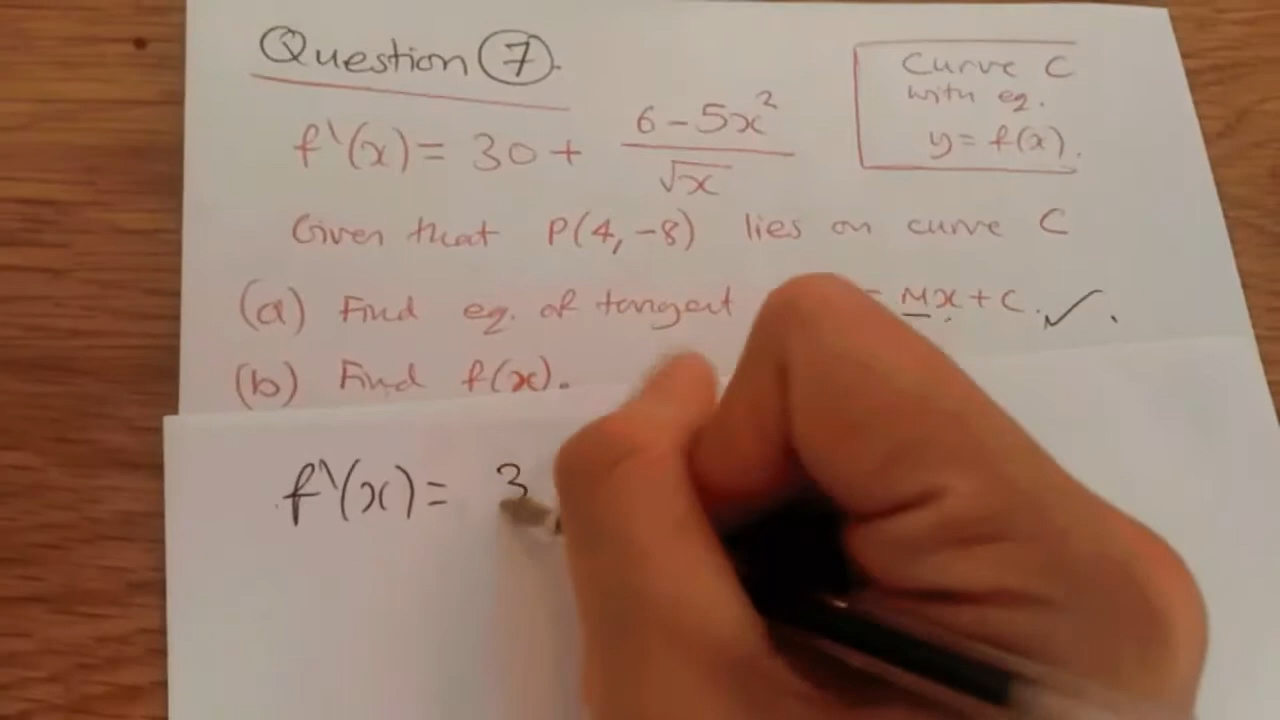 Question 7.
f'(x) = 30 + (6 - 5x²)/√x
Curve C
with eq.
y = f(x).
Given that P(4, -8) lies on curve C
(a) Find eq. of tangent = Mx + C. ✓.
(b) Find f(x).
f'(x) = 3